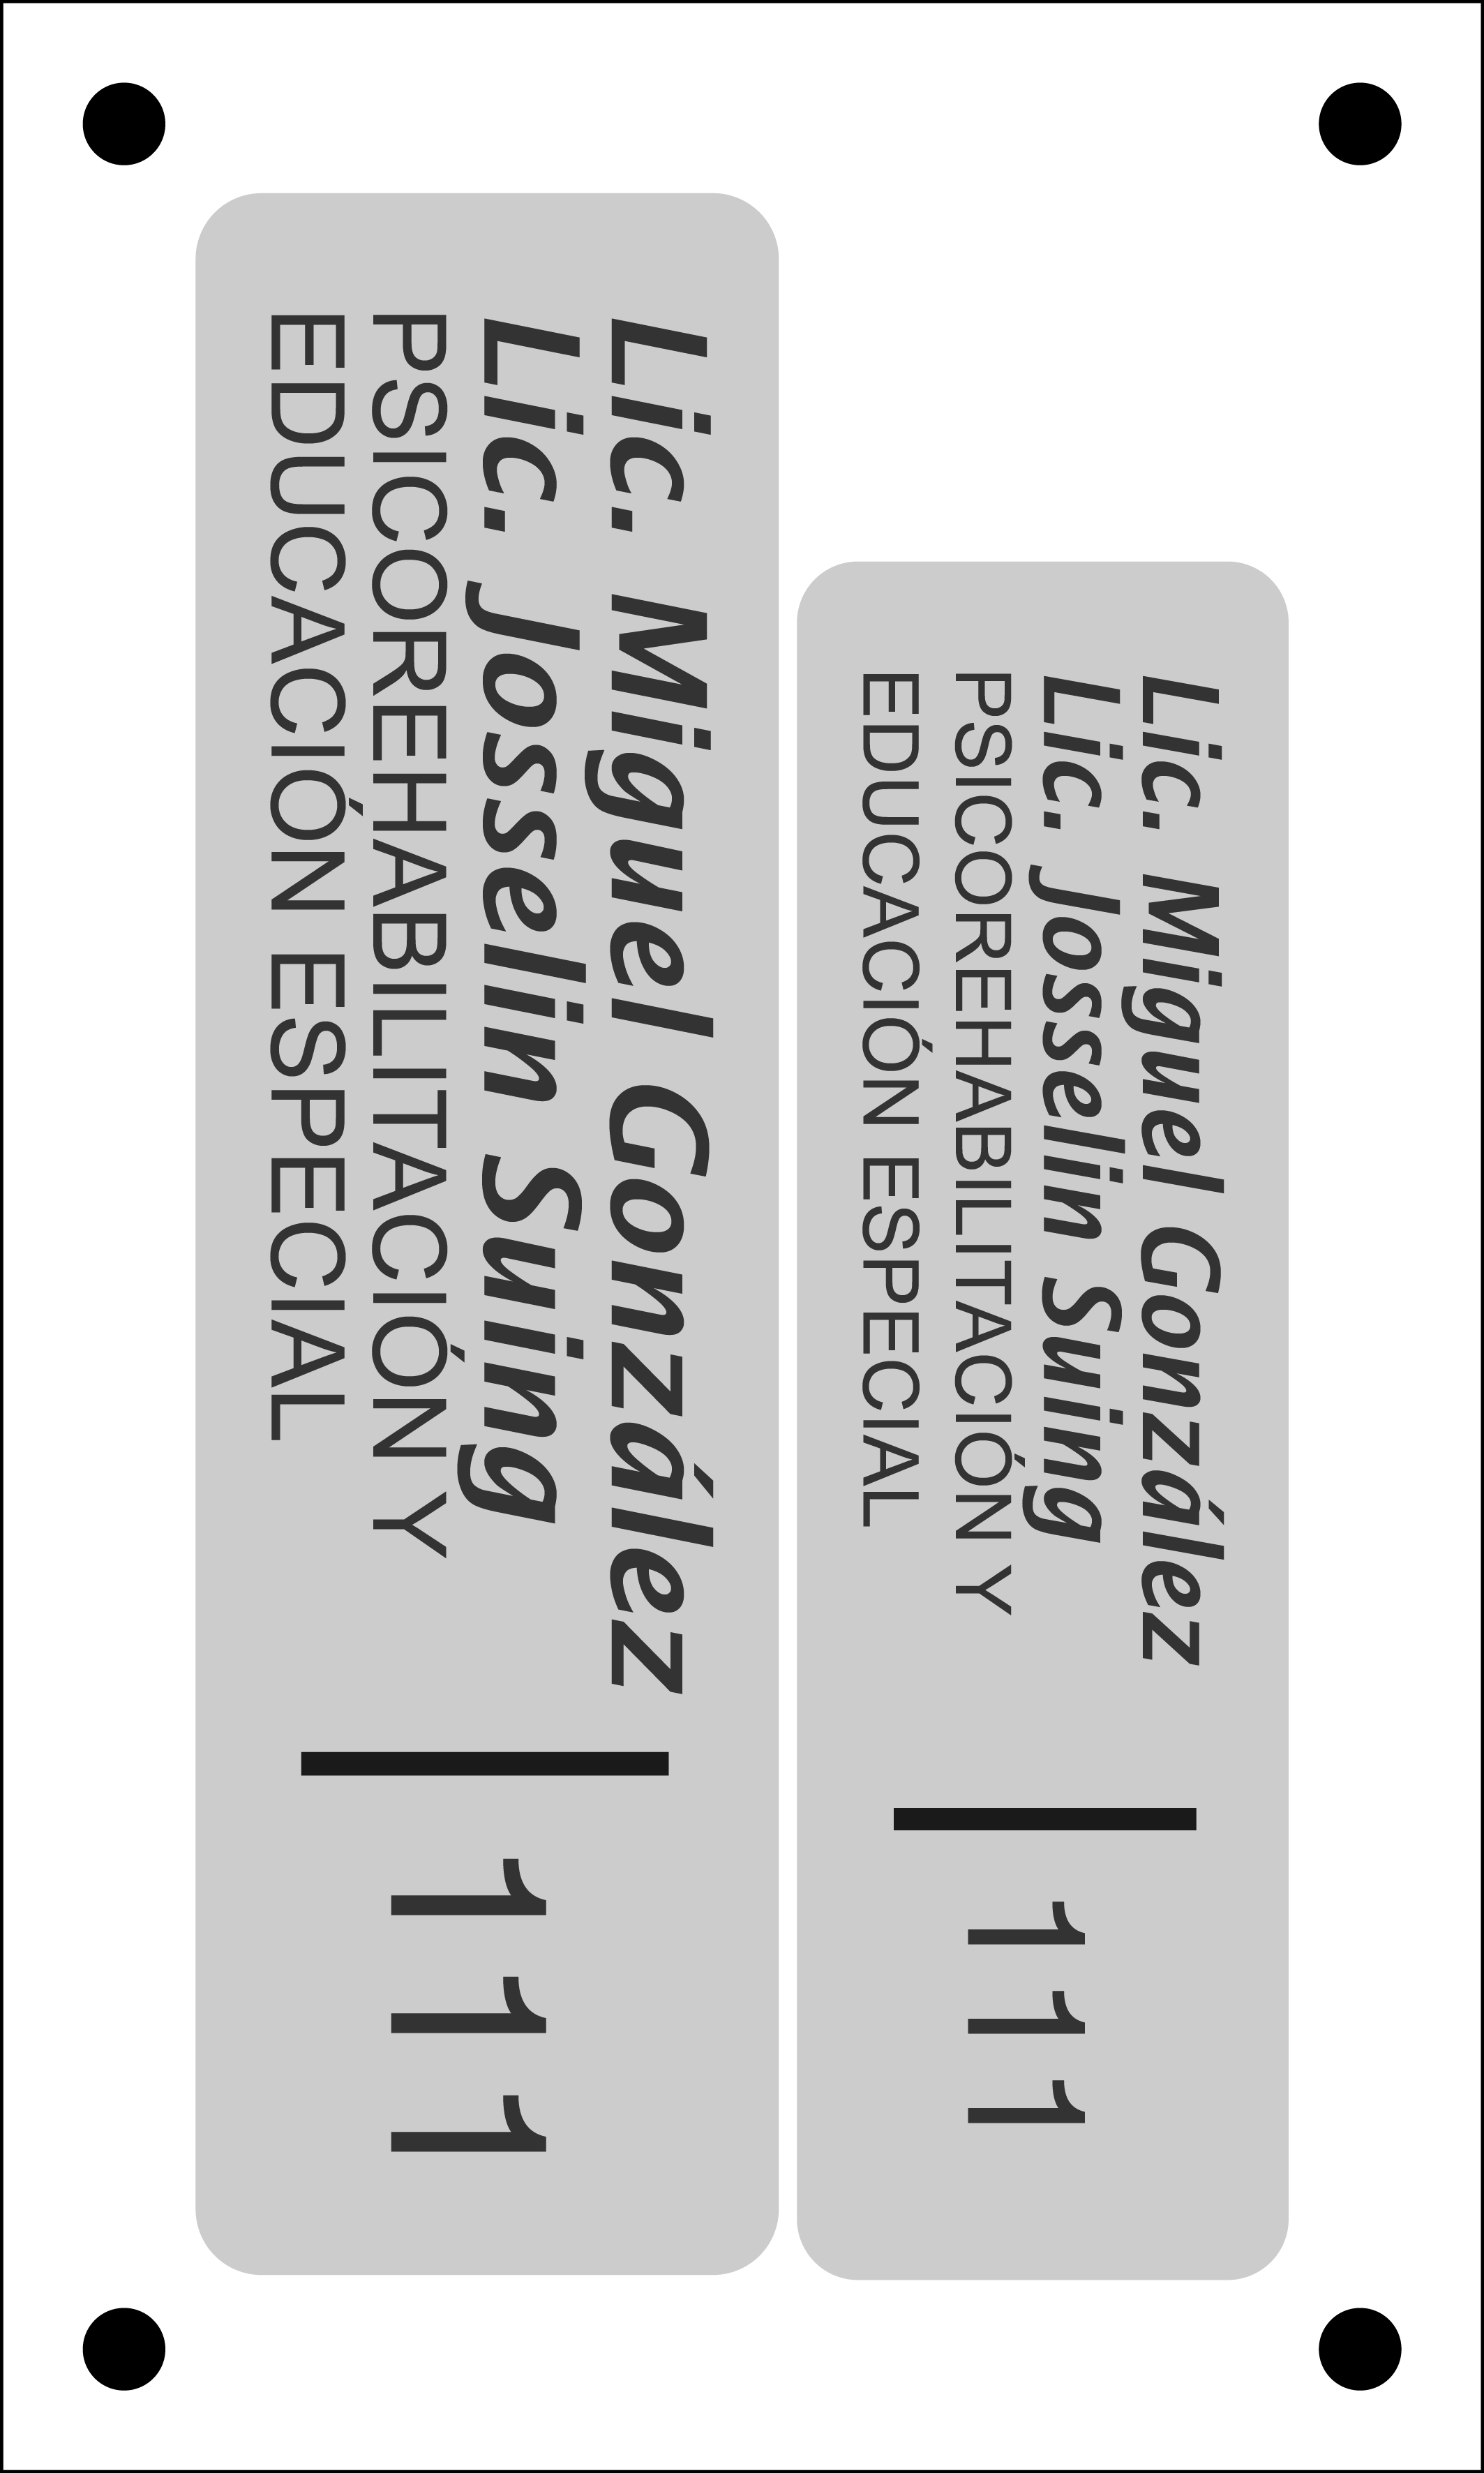 Lic. Miguel González
Lic. Josselin Suing
PSICOREHABILITACIÓN Y
EDUCACIÓN ESPECIAL
111
Lic. Miguel González
Lic. Josselin Suing
PSICOREHABILITACIÓN Y
EDUCACIÓN ESPECIAL
111